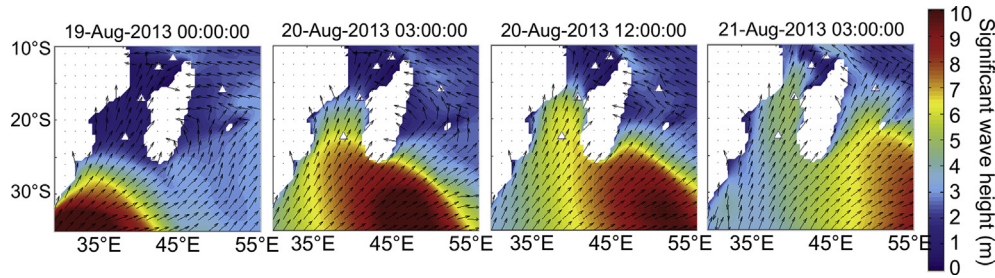 19-Aug-2013 00:00:00
20-Aug-2013 03:00:00
20-Aug-2013 12:00:00
21-Aug-2013 03:00:00
10°S
20°S
30°S
35°E 45°E 55°E
35°E 45°E 55°E
35°E 45°E 55°E
35°E 45°E 55°E
10
9
8
7
6
5
4
3
2
1
0
Significant wave height (m)